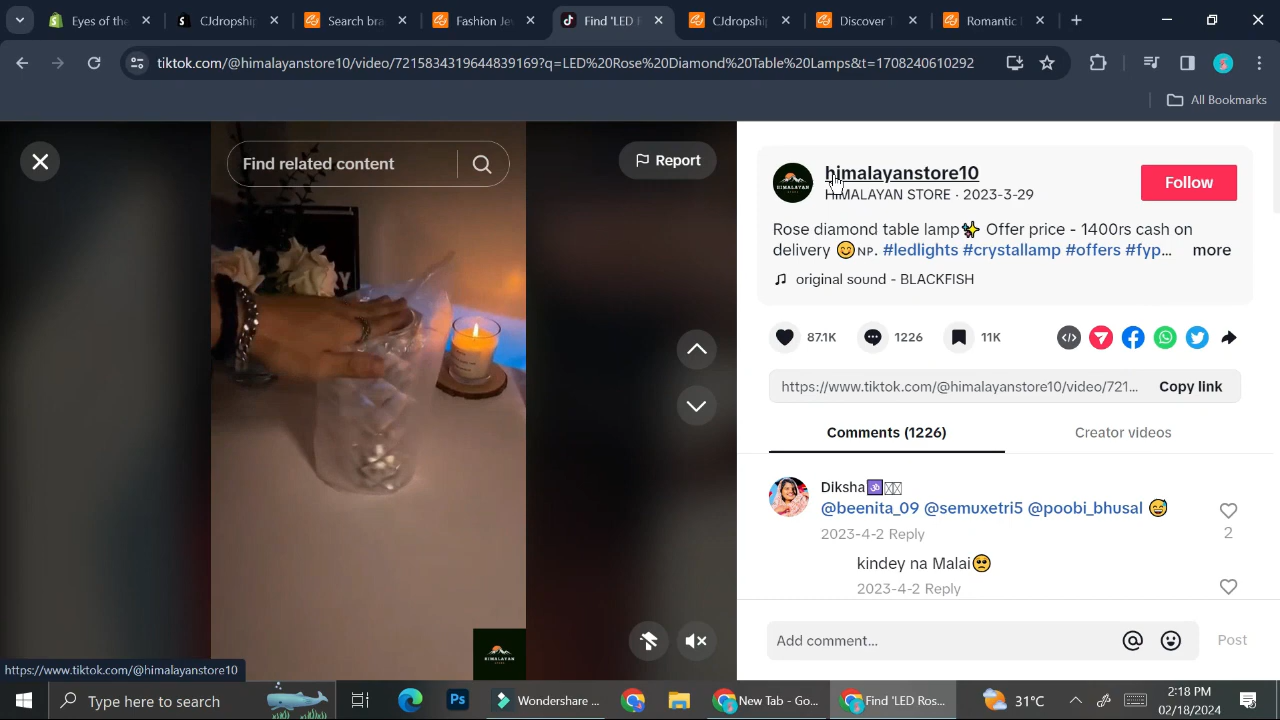 Eyes of the
CJdropship
Search bra
Fashion Je
Find 'LED R
CJdropship
Discover T
Romantic
tiktok.com/@himalayanstore10/video/7215834319644839169?q=LED%20Rose%20Diamond%20Table%20Lamps&t=1708240610292
All Bookmarks
Find related content
Report
himalayanstore10
HIMALAYAN STORE · 2023-3-29
Follow
Rose diamond table lamp✨ Offer price - 1400rs cash on
delivery 😊ɴᴘ. #ledlights #crystallamp #offers #fyp... more
original sound - BLACKFISH
87.1K
1226
11K
https://www.tiktok.com/@himalayanstore10/video/721...
Copy link
Comments (1226)
Creator videos
Diksha🕉
@beenita_09 @semuxetri5 @poobi_bhusal 😅
2
2023-4-2 Reply
kindey na Malai🥺
2023-4-2 Reply
HIMALAYAN
Add comment...
Post
https://www.tiktok.com/@himalayanstore10
Type here to search
Wondershare ...
New Tab - Go...
Find 'LED Ros...
31°C
2:18 PM
02/18/2024